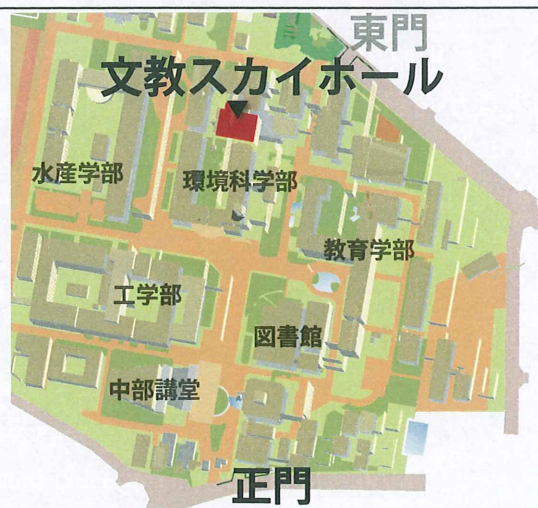 東門
文教スカイホール
水産学部
環境科学部
教育学部
工学部
図書館
中部講堂
正門